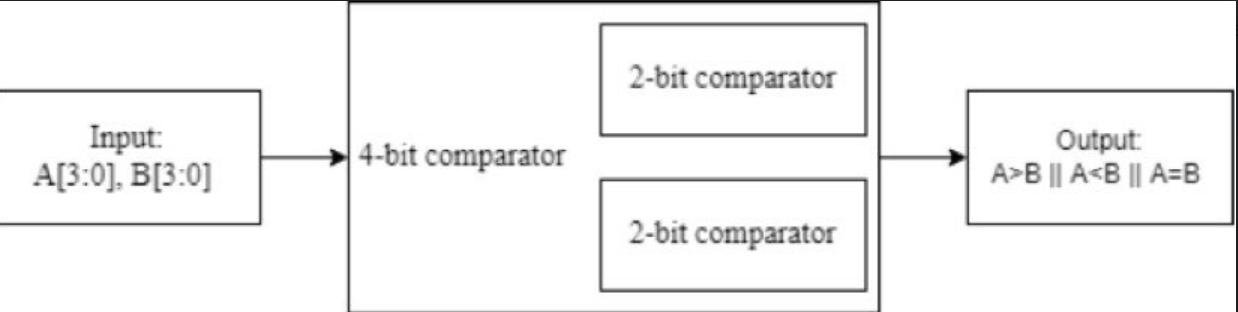 Input:
A[3:0], B[3:0]
4-bit comparator
2-bit comparator
2-bit comparator
Output:
A>B || A<B || A=B